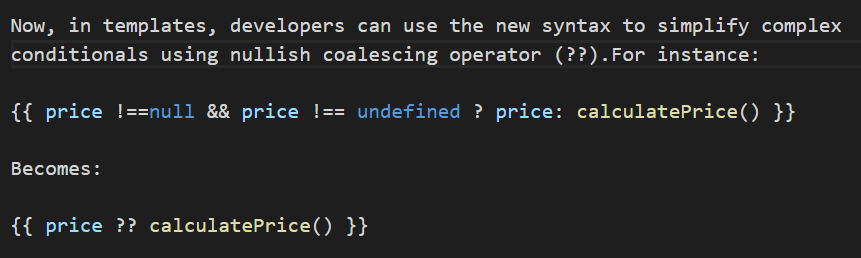 Now, in templates, developers can use the new syntax to simplify complex
conditionals using nullish coalescing operator (??).For instance:
{{ price !==null && price !== undefined ? price: calculatePrice() }}
Becomes:
{{ price ?? calculatePrice() }}